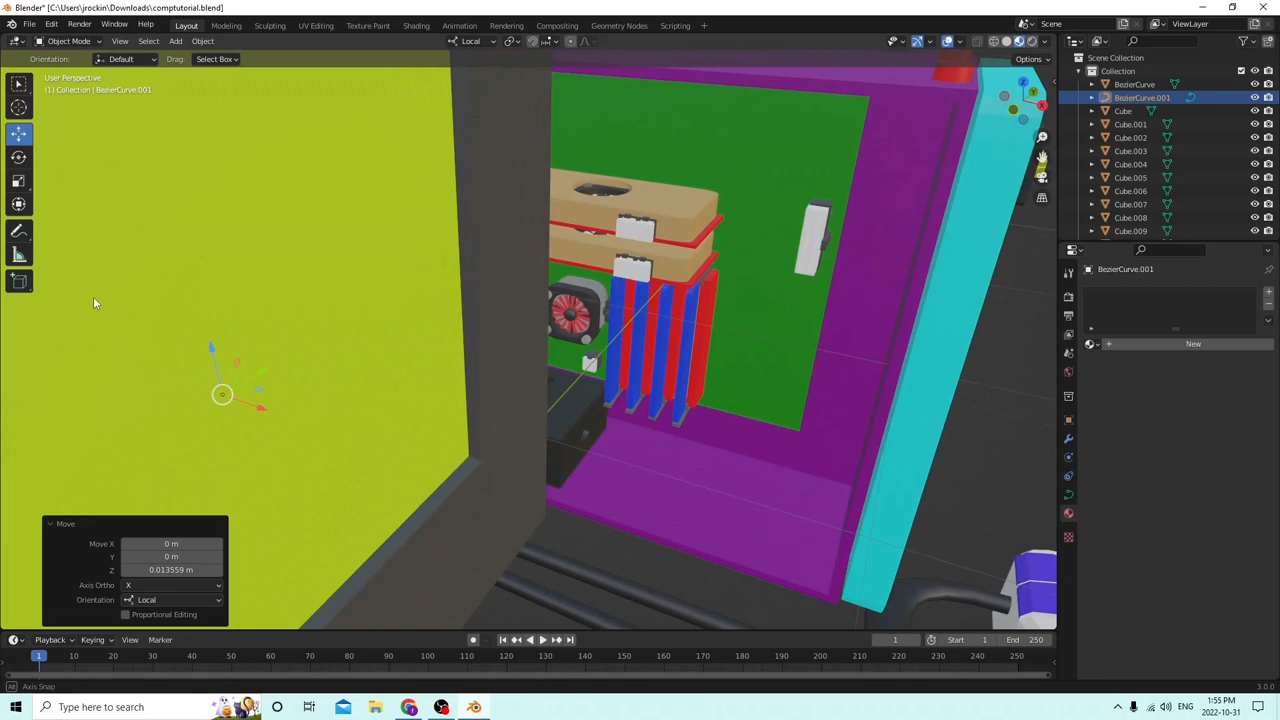 Blender* [C:\Users\jrockin\Downloads\comptutorial.blend]
File Edit Render Window Help Layout Modeling Sculpting UV Editing Texture Paint Shading Animation Rendering Compositing Geometry Nodes Scripting Scene ViewLayer
Object Mode View Select Add Object Local
Orientation: Default Drag: Select Box Options
User Perspective
(1) Collection | BezierCurve.001
Scene Collection
Collection
BezierCurve
BezierCurve.001
Cube
Cube.001
Cube.002
Cube.003
Cube.004
Cube.005
Cube.006
Cube.007
Cube.008
Cube.009
BezierCurve.001
New
Move
Move X 0 m
Y 0 m
Z 0.013559 m
Axis Ortho X
Orientation Local
Proportional Editing
Playback Keying View Marker 1 Start 1 End 250
1 10 20 30 40 50 60 70 80 90 100 110 120 130 140 150 160 170 180 190 200 210 220 230 240 250
Axis Snap 3.0.0
Type here to search ENG 1:55 PM
2022-10-31